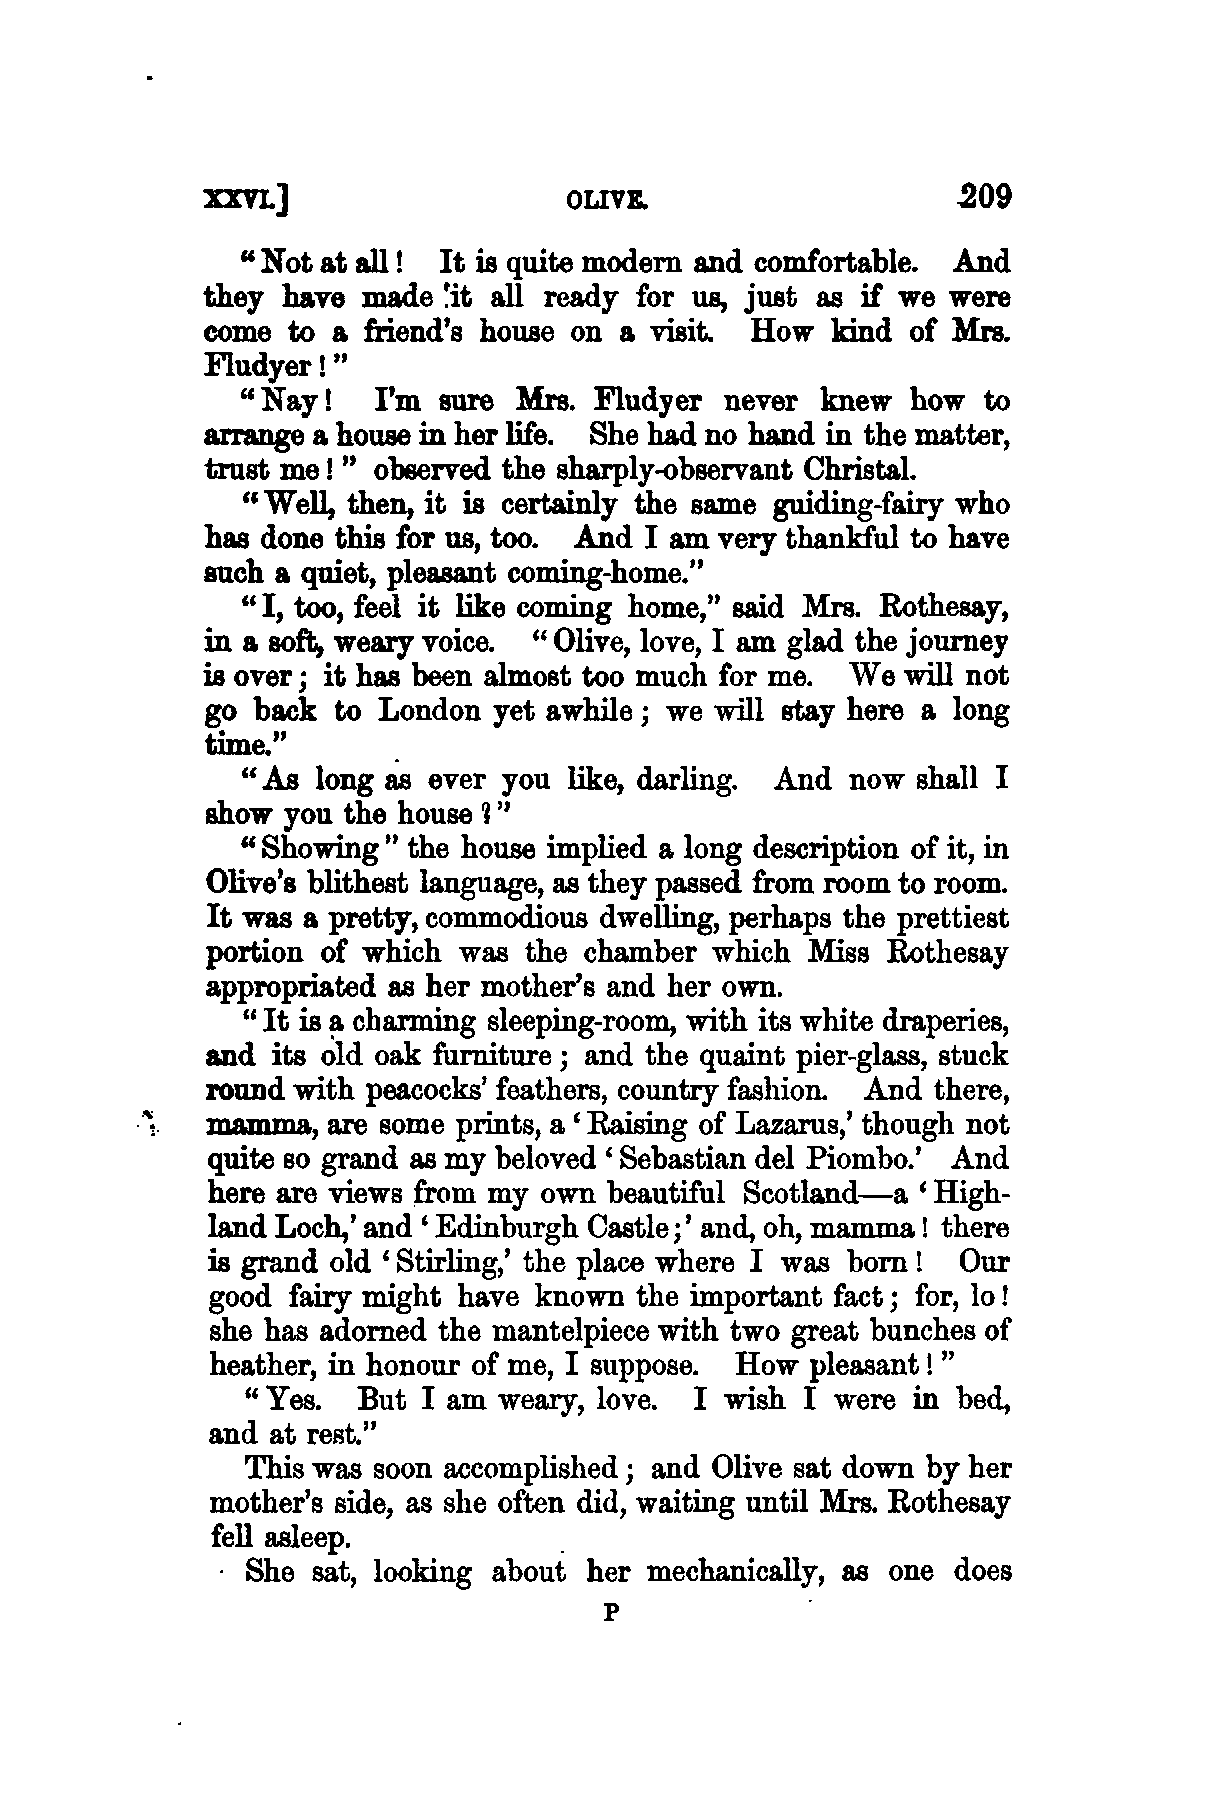 XXVI.] OLIVE. 209
"Not at all! It is quite modern and comfortable. And
they have made it all ready for us, just as if we were
come to a friend's house on a visit. How kind of Mrs.
Fludyer!"
"Nay! I'm sure Mrs. Fludyer never knew how to
arrange a house in her life. She had no hand in the matter,
trust me!" observed the sharply-observant Christal.
"Well, then, it is certainly the same guiding-fairy who
has done this for us, too. And I am very thankful to have
such a quiet, pleasant coming-home."
"I, too, feel it like coming home," said Mrs. Rothesay,
in a soft, weary voice. "Olive, love, I am glad the journey
is over; it has been almost too much for me. We will not
go back to London yet awhile; we will stay here a long
time."
"As long as ever you like, darling. And now shall I
show you the house?"
"Showing" the house implied a long description of it, in
Olive's blithest language, as they passed from room to room.
It was a pretty, commodious dwelling, perhaps the prettiest
portion of which was the chamber which Miss Rothesay
appropriated as her mother's and her own.
"It is a charming sleeping-room, with its white draperies,
and its old oak furniture; and the quaint pier-glass, stuck
round with peacocks' feathers, country fashion. And there,
mamma, are some prints, a 'Raising of Lazarus,' though not
quite so grand as my beloved 'Sebastian del Piombo.' And
here are views from my own beautiful Scotland—a 'High-
land Loch,' and 'Edinburgh Castle;' and, oh, mamma! there
is grand old 'Stirling,' the place where I was born! Our
good fairy might have known the important fact; for, lo!
she has adorned the mantelpiece with two great bunches of
heather, in honour of me, I suppose. How pleasant!"
"Yes. But I am weary, love. I wish I were in bed,
and at rest."
This was soon accomplished; and Olive sat down by her
mother's side, as she often did, waiting until Mrs. Rothesay
fell asleep.
She sat, looking about her mechanically, as one does
P